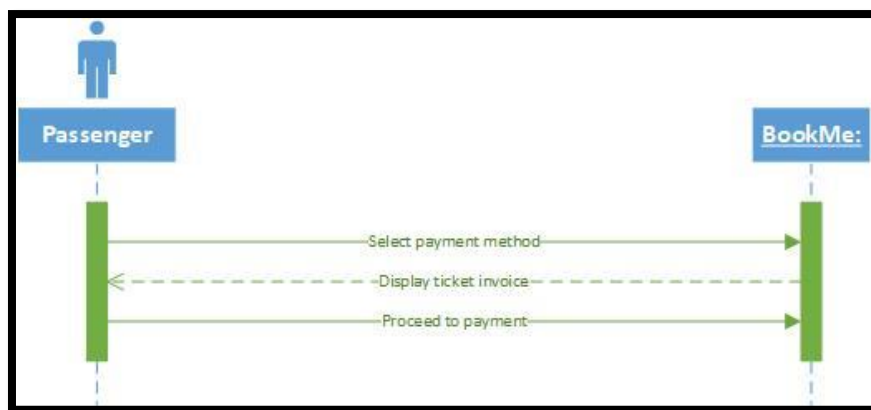 Passenger
BookMe:
Select payment method
Display ticket invoice
Proceed to payment